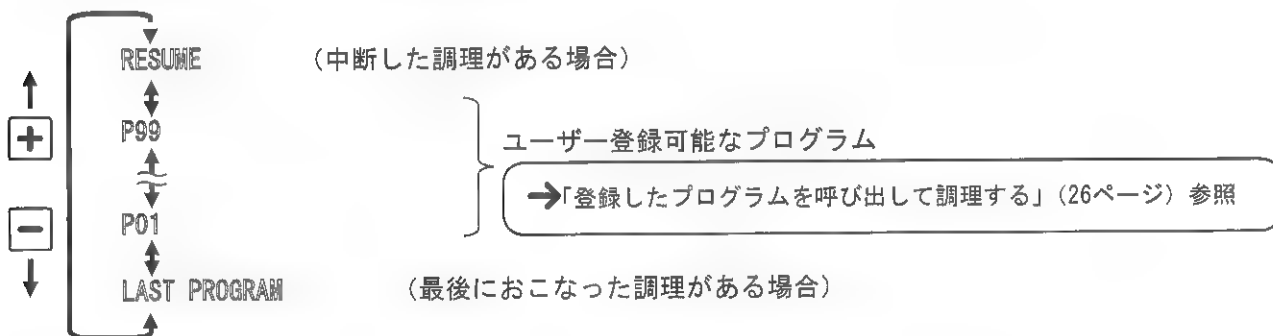 RESUME (中断した調理がある場合)
+
P99
ユーザー登録可能なプログラム
➔「登録したプログラムを呼び出して調理する」(26ページ) 参照
−
P01
LAST PROGRAM (最後におこなった調理がある場合)